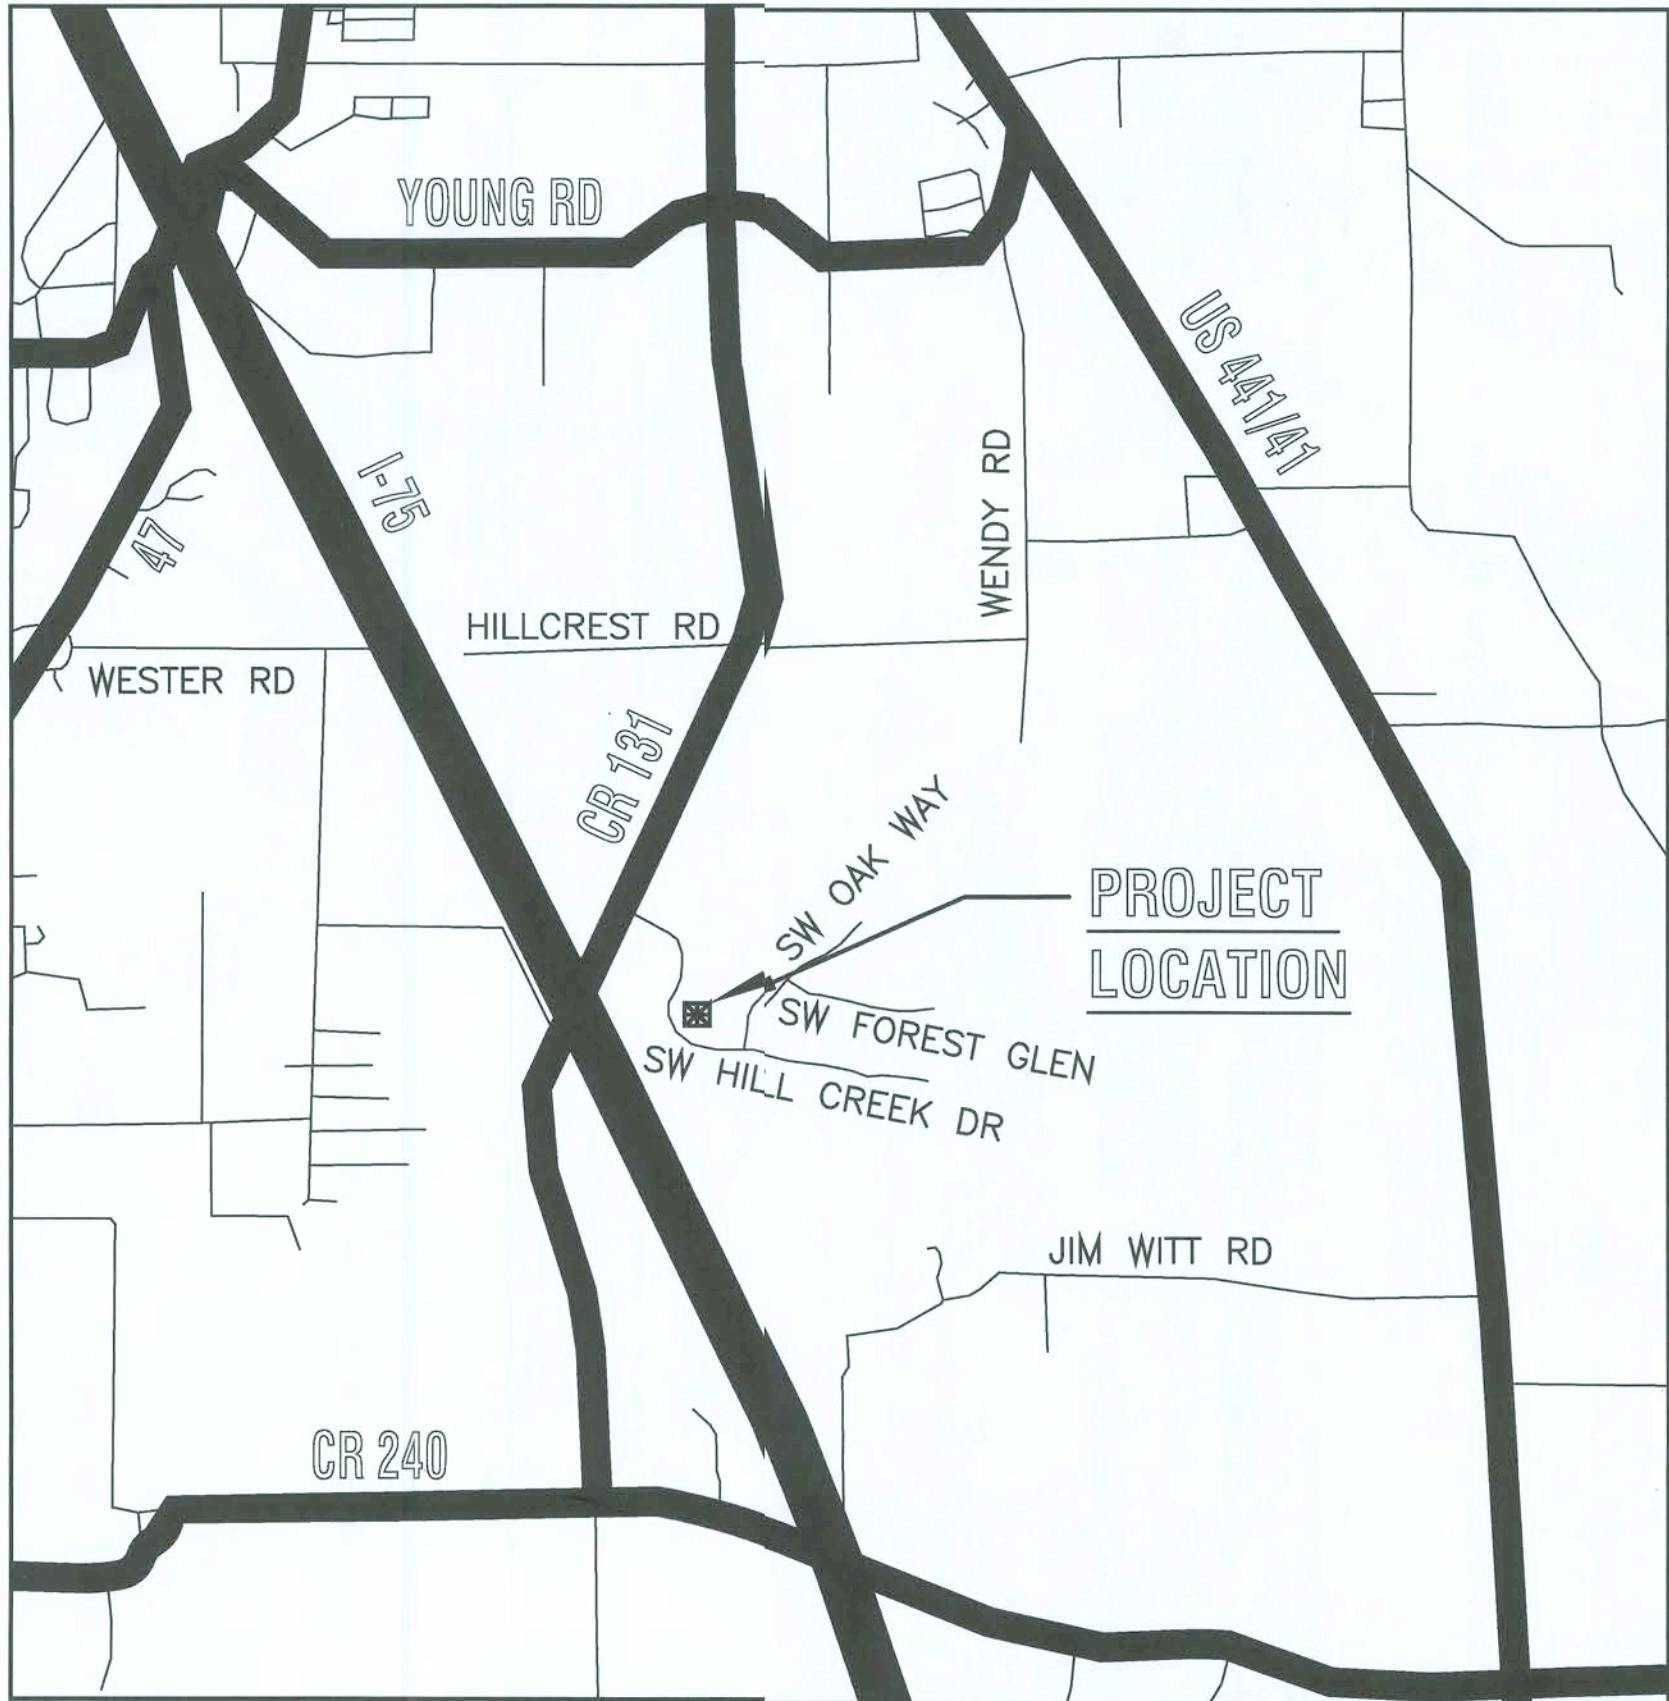 YOUNG RD
US 441/41
I-75
WENDY RD
47
HILLCREST RD
WESTER RD
CR 131
SW OAK WAY
PROJECT
LOCATION
SW FOREST GLEN
SW HILL CREEK DR
JIM WITT RD
CR 240